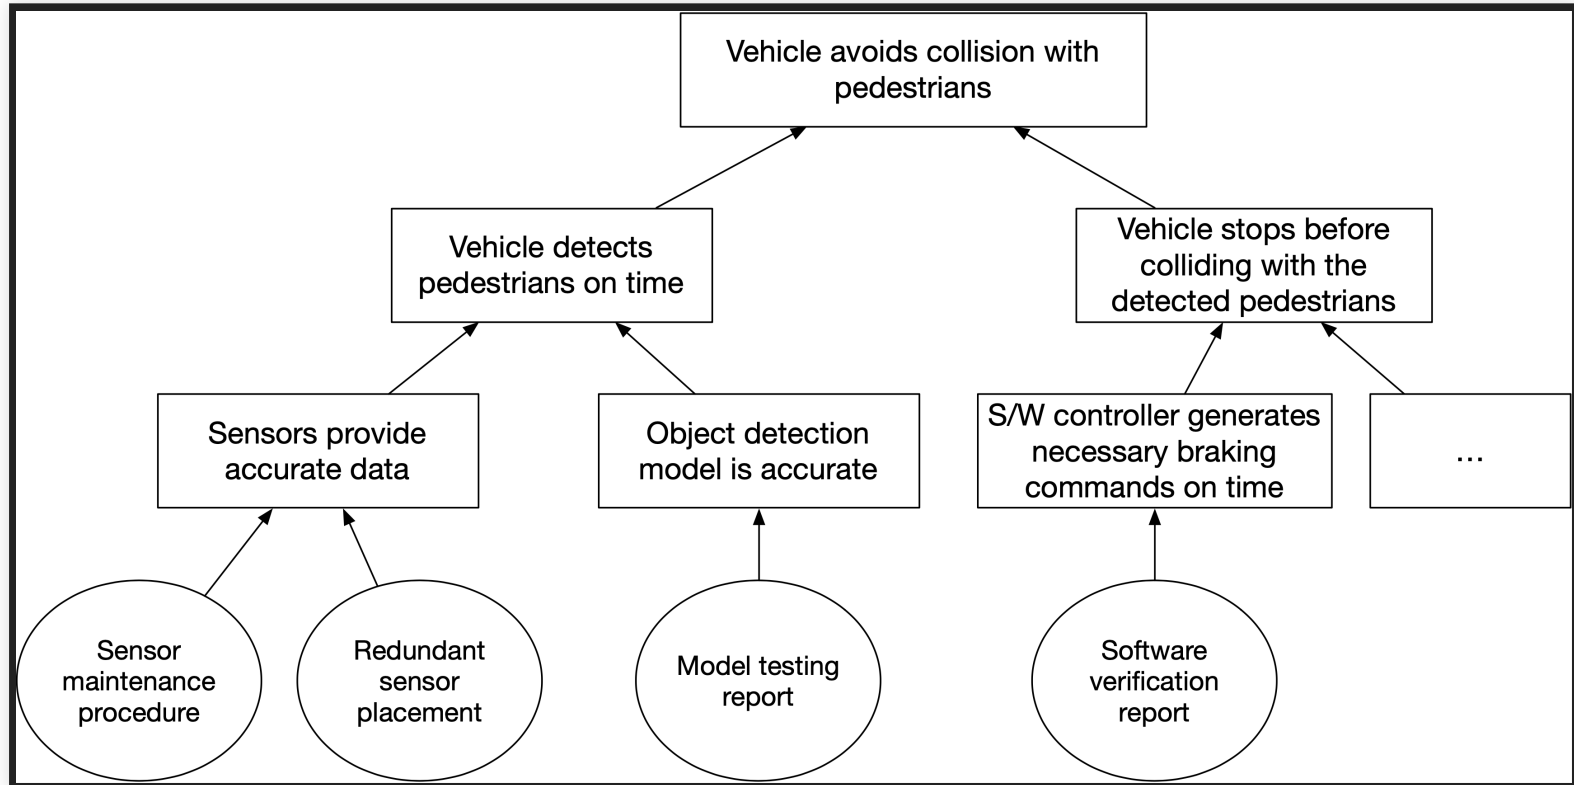 Vehicle avoids collision with
pedestrians
Vehicle detects
pedestrians on time
Vehicle stops before
colliding with the
detected pedestrians
Sensors provide
accurate data
Object detection
model is accurate
S/W controller generates
necessary braking
commands on time
...
Sensor
maintenance
procedure
Redundant
sensor
placement
Model testing
report
Software
verification
report